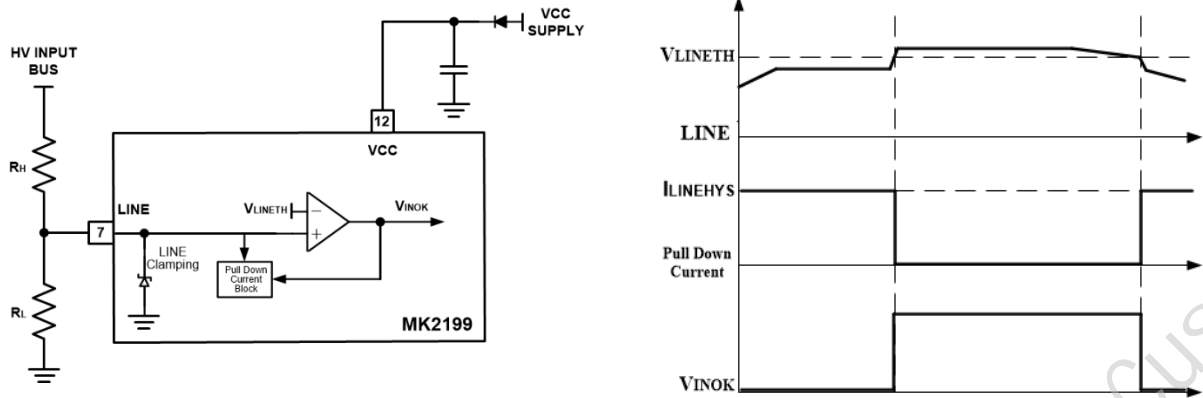 VCC
SUPPLY
HV INPUT
BUS
12
VCC
RH
LINE
7
VLINETH
VINOK
LINE
Clamping
Pull Down
Current
Block
RL
MK2199
VLINETH
LINE
ILINEHYS
Pull Down
Current
VINOK